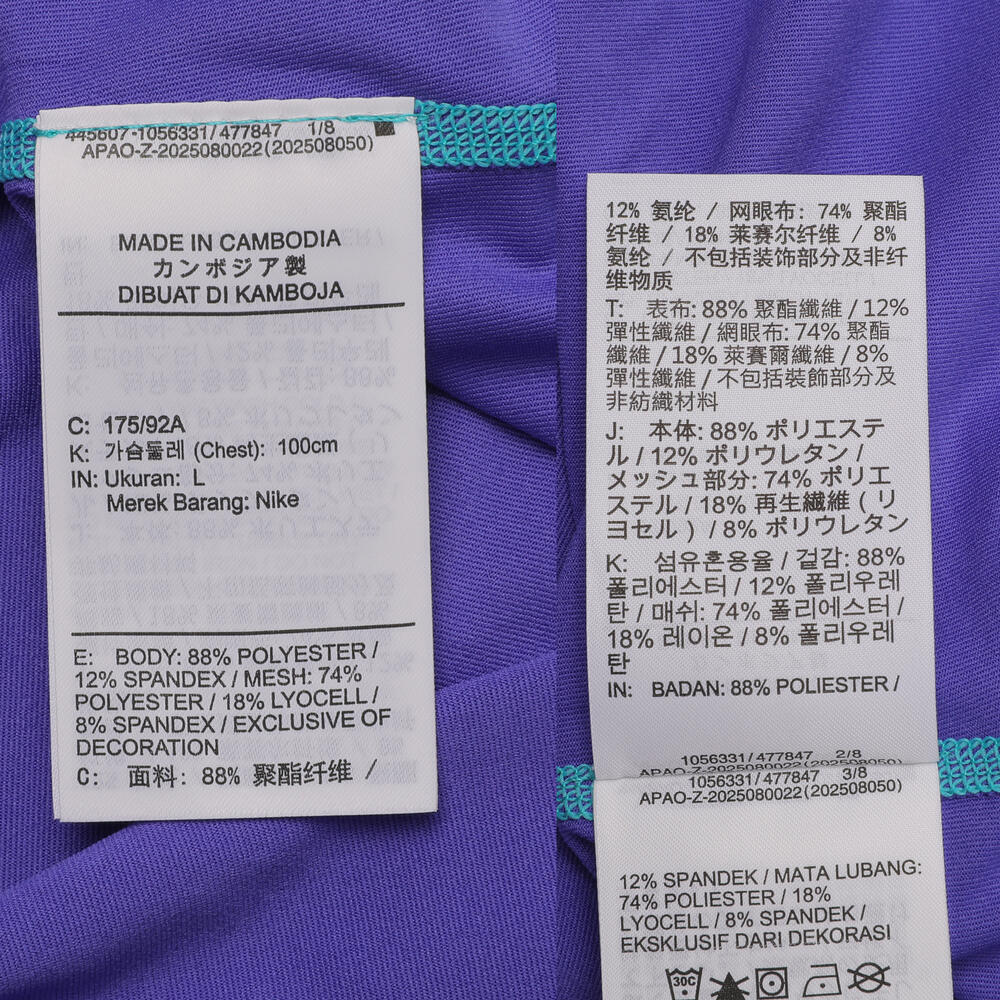 445607-1056331/477847 1/8
APAO-Z-2025080022(202508050)
MADE IN CAMBODIA
カンボジア製
DIBUAT DI KAMBOJA
C: 175/92A
K: 가슴둘레 (Chest): 100cm
IN: Ukuran: L
Merek Barang: Nike
E: BODY: 88% POLYESTER /
12% SPANDEX / MESH: 74%
POLYESTER / 18% LYOCELL /
8% SPANDEX / EXCLUSIVE OF
DECORATION
C: 面料: 88% 聚酯纤维 /
12% 氨纶 / 网眼布: 74% 聚酯
纤维 / 18% 莱赛尔纤维 / 8%
氨纶 / 不包括装饰部分及非纤
维物质
T: 表布: 88% 聚酯纖維 / 12%
彈性纖維 / 網眼布: 74% 聚酯
纖維 / 18% 萊賽爾纖維 / 8%
彈性纖維 / 不包括裝飾部分及
非紡織材料
J: 本体: 88% ポリエステ
ル / 12% ポリウレタン /
メッシュ部分: 74% ポリエ
ステル / 18% 再生繊維 ( リ
ヨセル ) / 8% ポリウレタン
K: 섬유혼용율 / 겉감: 88%
폴리에스터 / 12% 폴리우레
탄 / 매쉬: 74% 폴리에스터 /
18% 레이온 / 8% 폴리우레
탄
IN: BADAN: 88% POLIESTER /
1056331/477847 2/8
APAO-Z-2025080022(202508050)
1056331/477847 3/8
APAO-Z-2025080022(202508050)
12% SPANDEK / MATA LUBANG:
74% POLIESTER / 18%
LYOCELL / 8% SPANDEK /
EKSKLUSIF DARI DEKORASI
30C